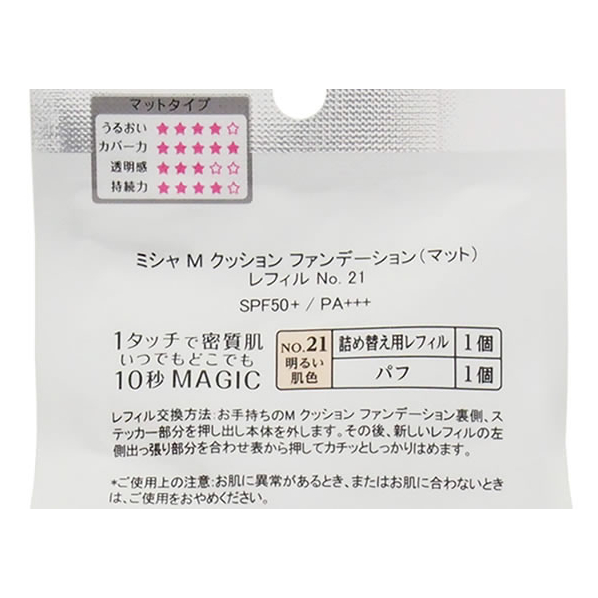 マットタイプ
うるおい ★★★★☆
カバー力 ★★★★★
透明感 ★★★☆☆
持続力 ★★★★☆
ミシャ M クッション ファンデーション(マット)
レフィル No. 21
SPF50+ / PA+++
1タッチで密質肌
いつでもどこでも
10秒 MAGIC
NO.21
明るい
肌色
詰め替え用レフィル 1個
パフ 1個
レフィル交換方法:お手持ちのM クッション ファンデーション裏側、ス
テッカー部分を押し出し本体を外します。その後、新しいレフィルの左
側出っ張り部分を合わせ表から押してカチッとしっかりはめます。
*ご使用上の注意:お肌に異常があるとき、またはお肌に合わないとき
は、ご使用をおやめください。